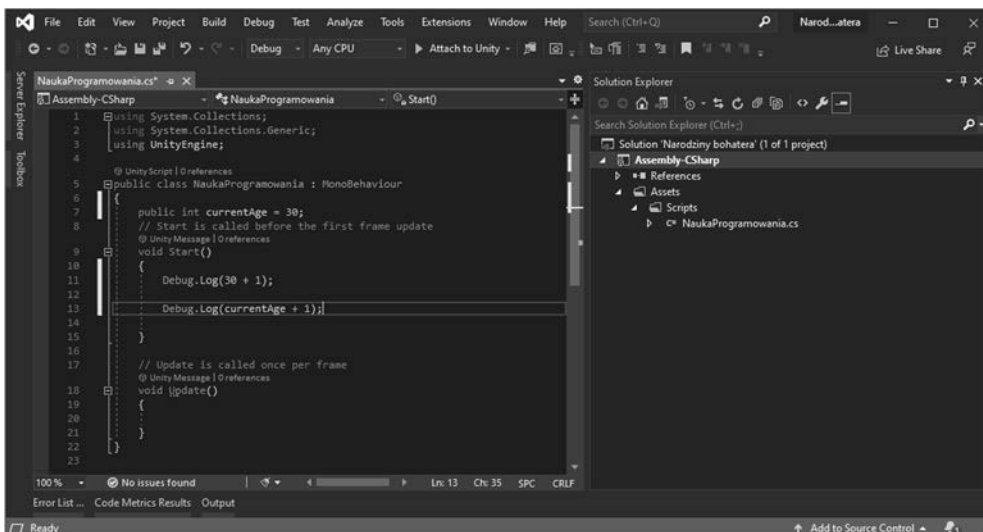 File Edit View Project Build Debug Test Analyze Tools Extensions Window Help Search (Ctrl+Q) Narod...atera
Debug Any CPU Attach to Unity Live Share
Server Explorer
Toolbox
NaukaProgramowania.cs*
Assembly-CSharp NaukaProgramowania Start()
1 using System.Collections;
2 using System.Collections.Generic;
3 using UnityEngine;
4
Unity Script | 0 references
5 public class NaukaProgramowania : MonoBehaviour
6 {
7 public int currentAge = 30;
8 // Start is called before the first frame update
Unity Message | 0 references
9 void Start()
10 {
11 Debug.Log(30 + 1);
12
13 Debug.Log(currentAge + 1);
14
15 }
16
17 // Update is called once per frame
Unity Message | 0 references
18 void Update()
19 {
20
21 }
22 }
23
100 % No issues found Ln: 13 Ch: 35 SPC CRLF
Error List ... Code Metrics Results Output
Solution Explorer
Search Solution Explorer (Ctrl+;)
Solution 'Narodziny bohatera' (1 of 1 project)
Assembly-CSharp
References
Assets
Scripts
C# NaukaProgramowania.cs
Ready Add to Source Control 1